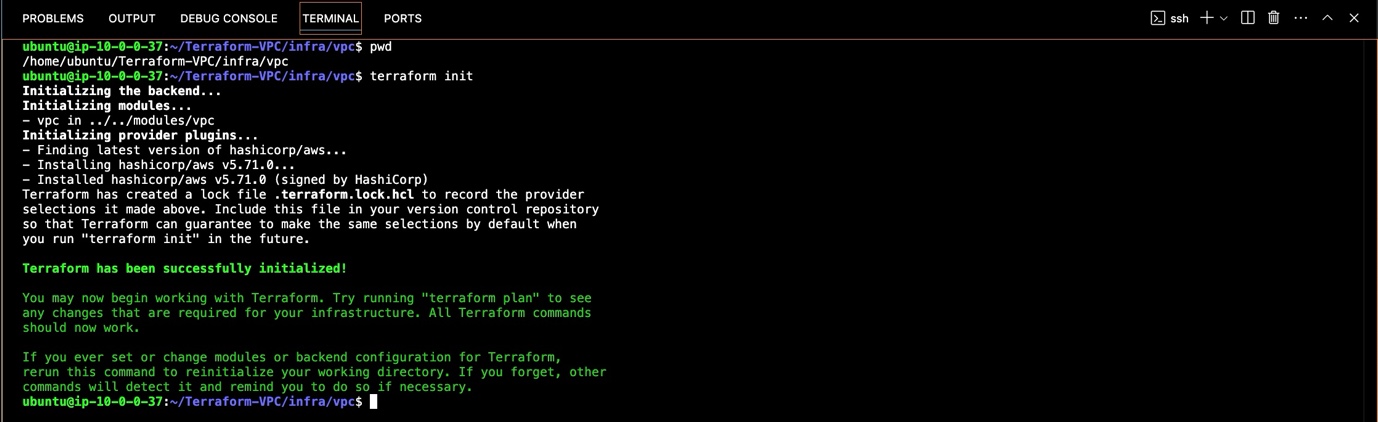 PROBLEMS OUTPUT DEBUG CONSOLE TERMINAL PORTS ssh
ubuntu@ip-10-0-0-37:~/Terraform-VPC/infra/vpc$ pwd
/home/ubuntu/Terraform-VPC/infra/vpc
ubuntu@ip-10-0-0-37:~/Terraform-VPC/infra/vpc$ terraform init
Initializing the backend...
Initializing modules...
- vpc in ../../modules/vpc
Initializing provider plugins...
- Finding latest version of hashicorp/aws...
- Installing hashicorp/aws v5.71.0...
- Installed hashicorp/aws v5.71.0 (signed by HashiCorp)
Terraform has created a lock file .terraform.lock.hcl to record the provider
selections it made above. Include this file in your version control repository
so that Terraform can guarantee to make the same selections by default when
you run "terraform init" in the future.
Terraform has been successfully initialized!
You may now begin working with Terraform. Try running "terraform plan" to see
any changes that are required for your infrastructure. All Terraform commands
should now work.
If you ever set or change modules or backend configuration for Terraform,
rerun this command to reinitialize your working directory. If you forget, other
commands will detect it and remind you to do so if necessary.
ubuntu@ip-10-0-0-37:~/Terraform-VPC/infra/vpc$